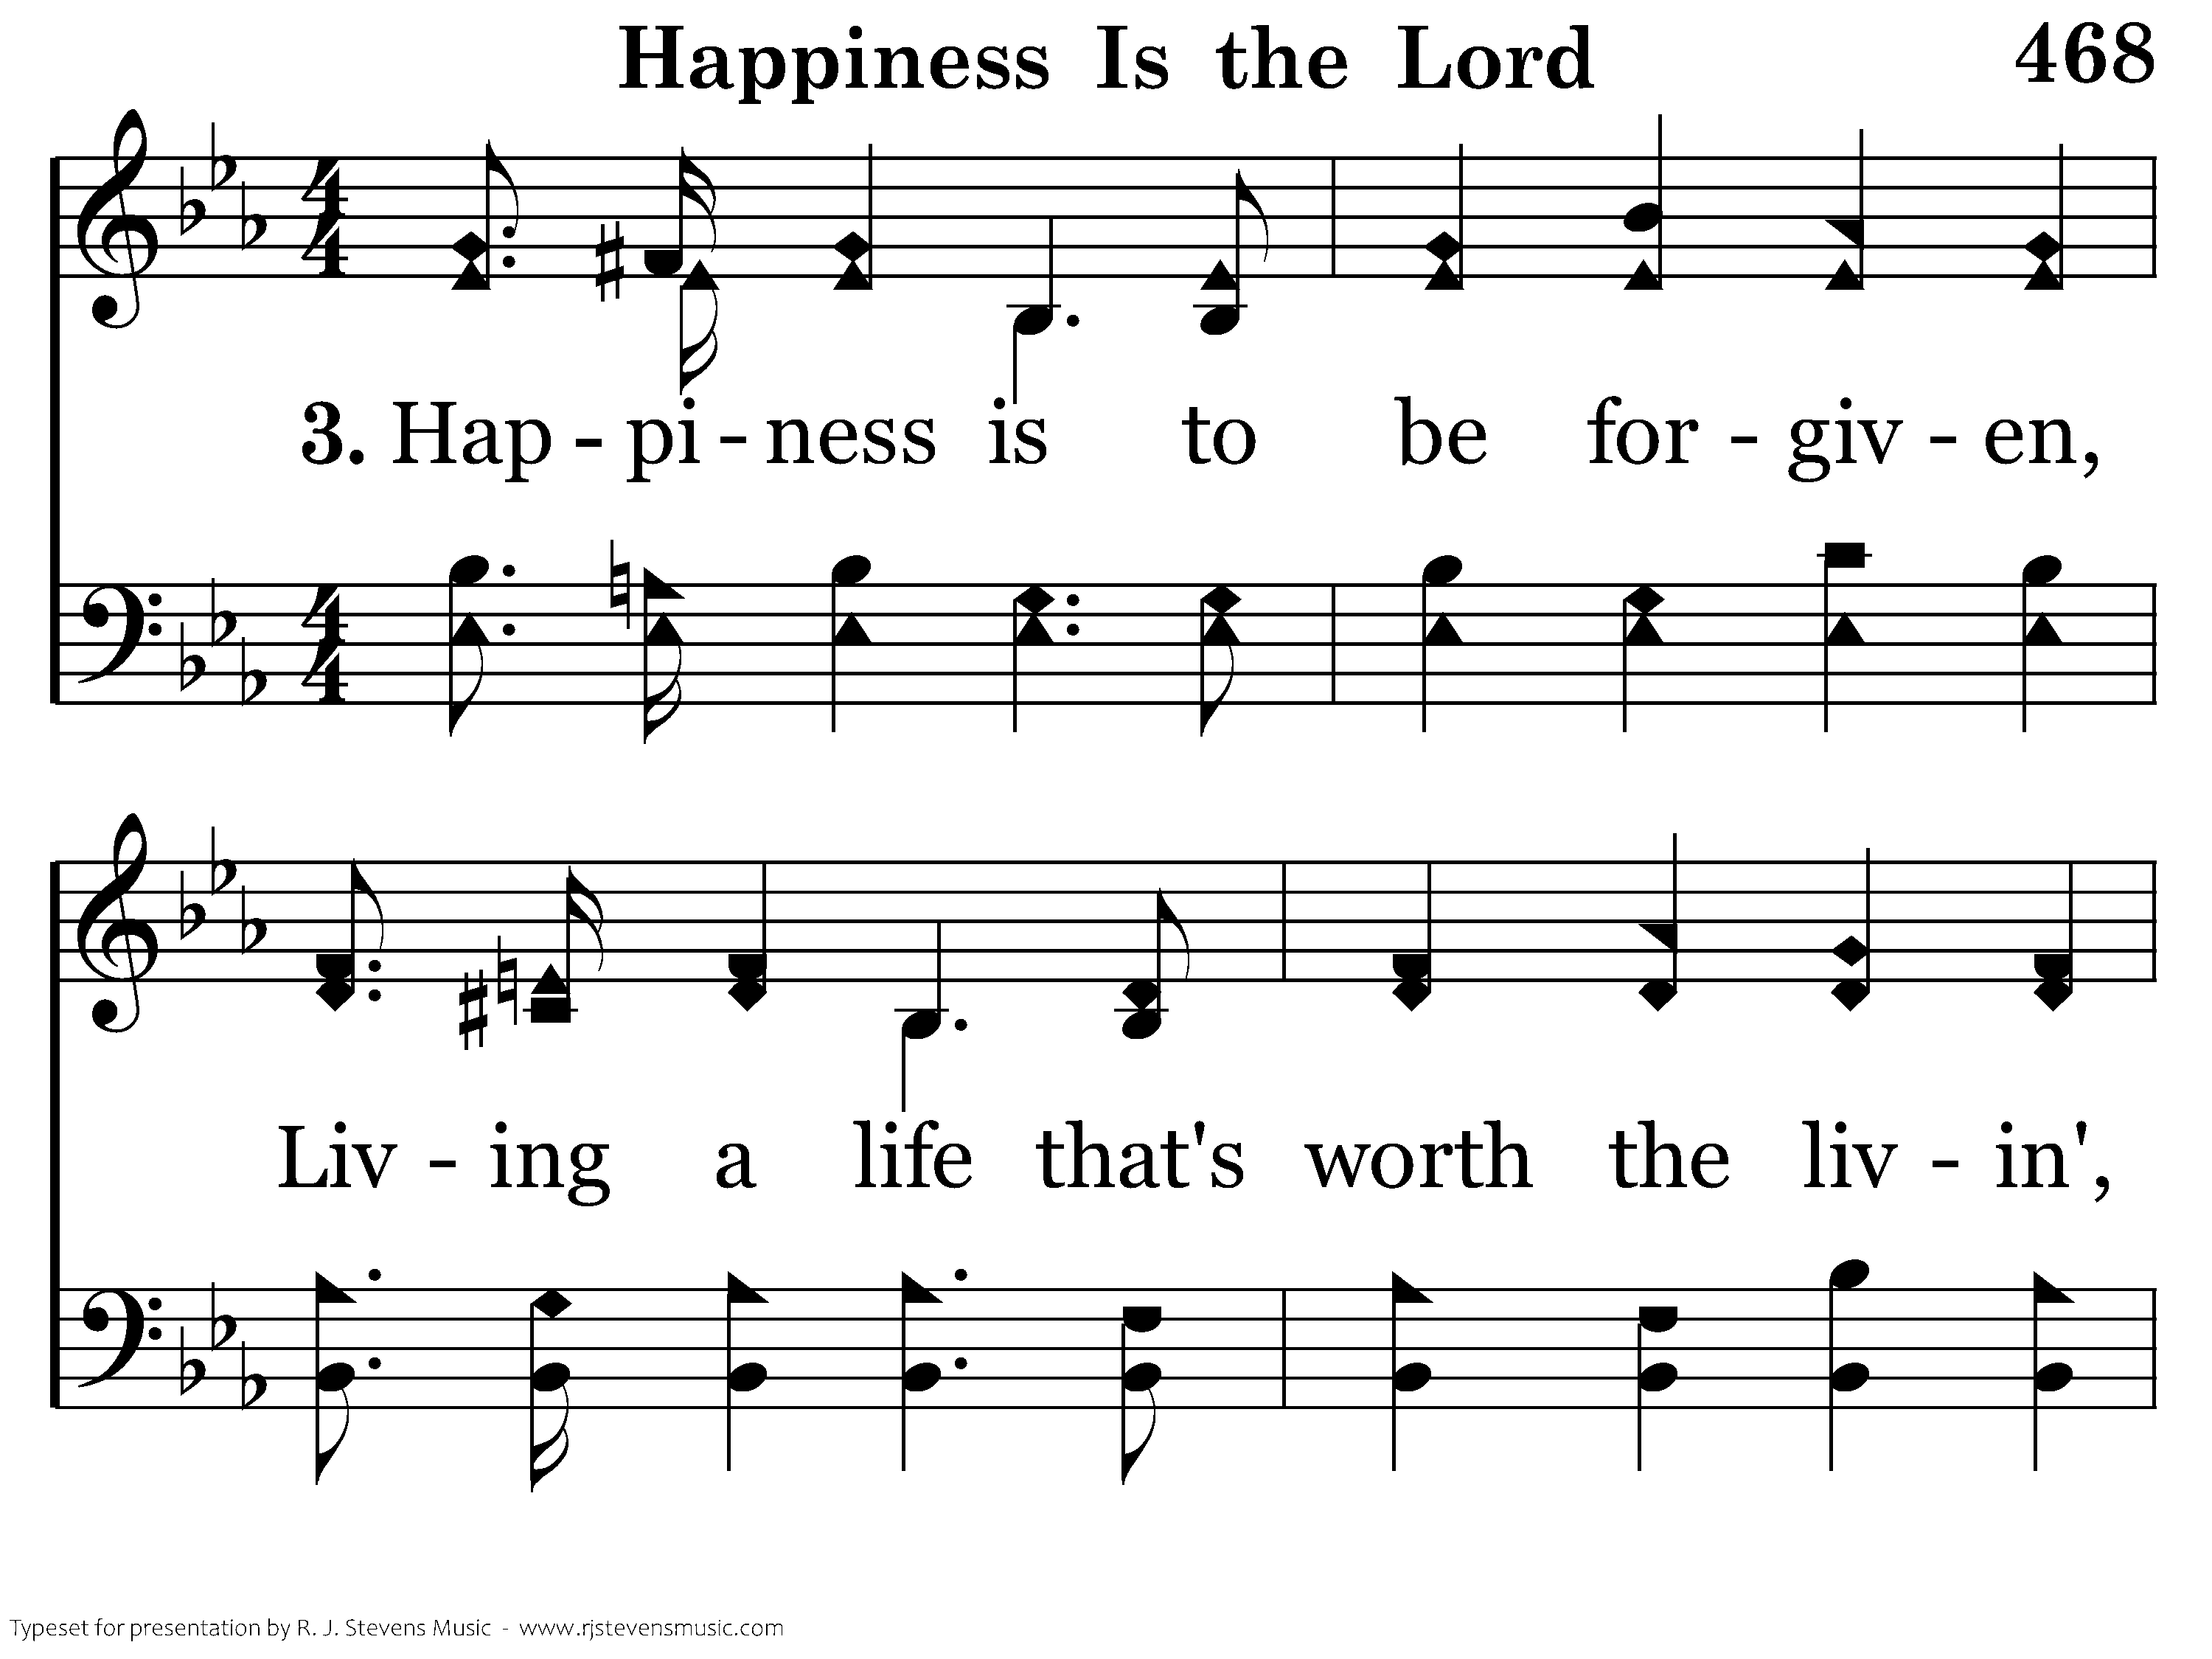 Happiness Is the Lord 468
3. Hap - pi - ness is to be for - giv - en,
Liv - ing a life that's worth the liv - in',
Typeset for presentation by R. J. Stevens Music - www.rjstevensmusic.com